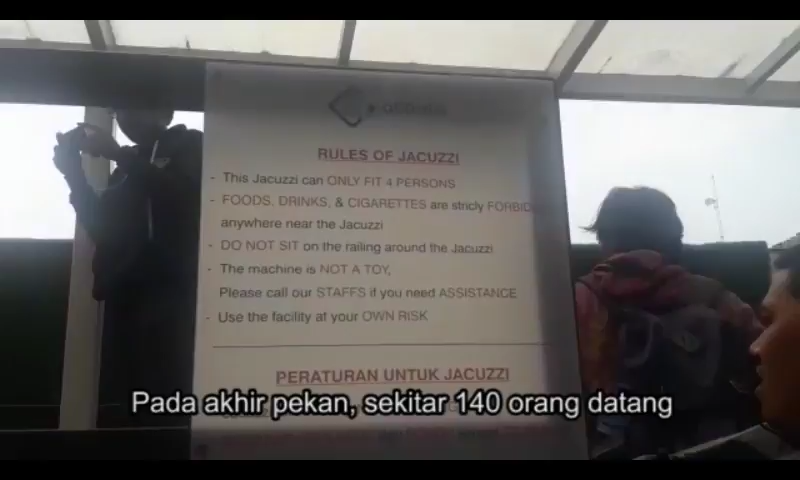 RULES OF JACUZZI
- This Jacuzzi can ONLY FIT 4 PERSONS
- FOODS, DRINKS, & CIGARETTES are stricly FORBID
anywhere near the Jacuzzi
- DO NOT SIT on the railing around the Jacuzzi
- The machine is NOT A TOY,
Please call our STAFFS if you need ASSISTANCE
- Use the facility at your OWN RISK
PERATURAN UNTUK JACUZZI
Pada akhir pekan, sekitar 140 orang datang